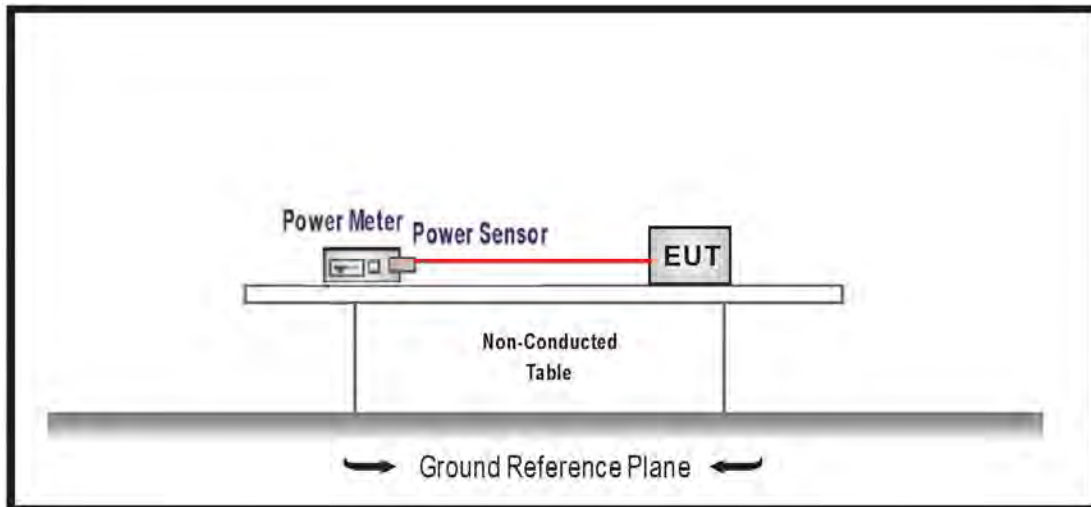 Power Meter
Power Sensor
EUT
Non-Conducted
Table
Ground Reference Plane